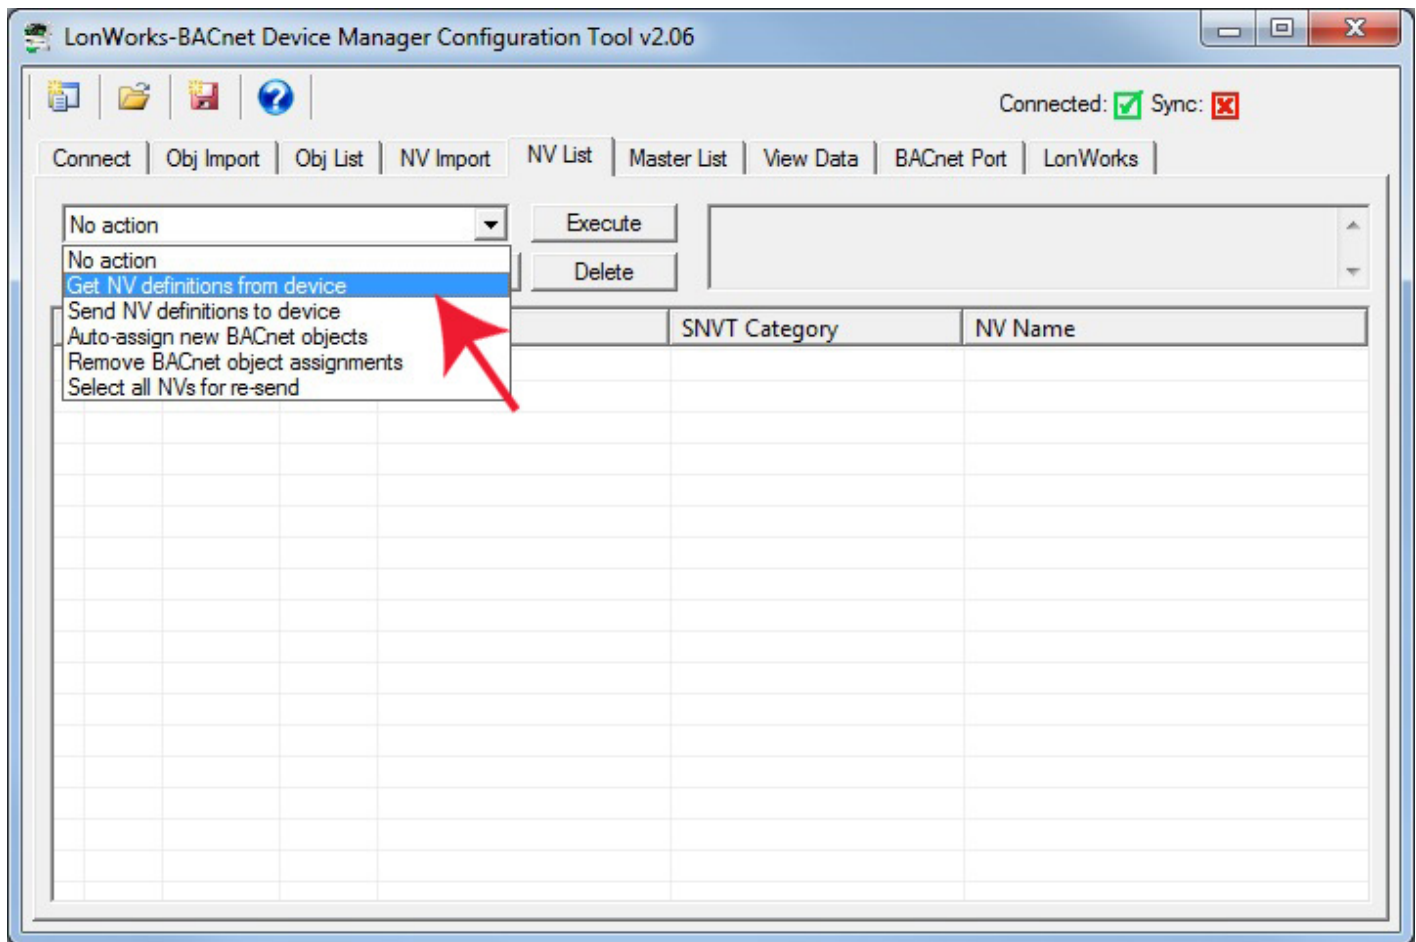 LonWorks-BACnet Device Manager Configuration Tool v2.06
Connected: Sync:
Connect Obj Import Obj List NV Import NV List Master List View Data BACnet Port LonWorks
No action Execute
No action
Delete
Get NV definitions from device
Send NV definitions to device
Auto-assign new BACnet objects
Remove BACnet object assignments
Select all NVs for re-send
SNVT Category NV Name